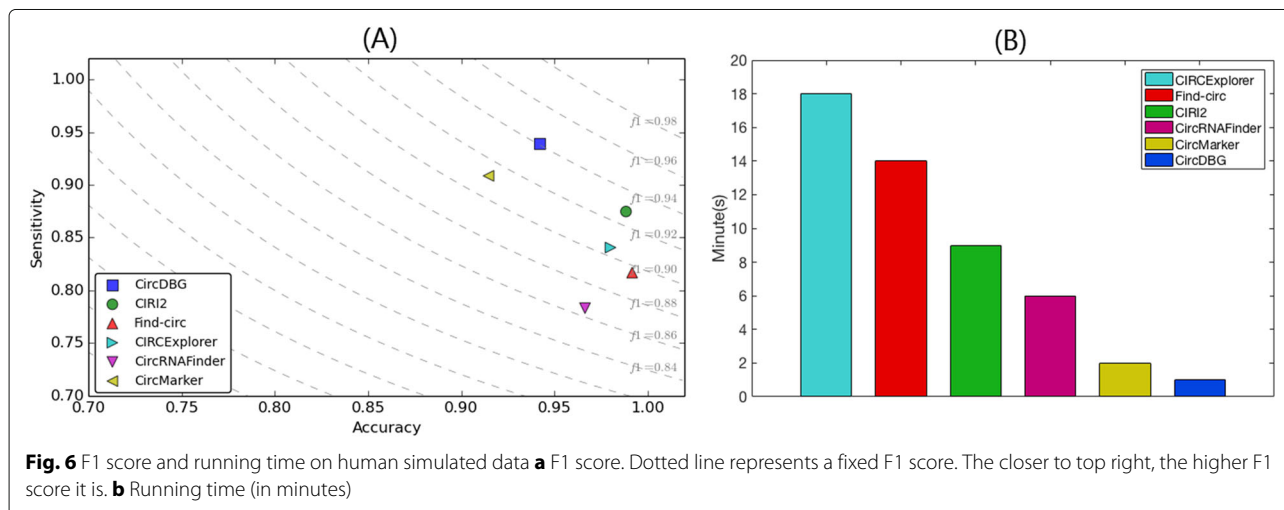 (A)
1.00
0.95
0.90
0.85
0.80
0.75
0.70
Sensitivity
f1=0.98
f1=0.96
f1=0.94
f1=0.92
f1=0.90
f1=0.88
f1=0.86
f1=0.84
CircDBG
CIRI2
Find-circ
CIRCExplorer
CircRNAFinder
CircMarker
0.70
0.75
0.80
0.85
0.90
0.95
1.00
Accuracy
(B)
20
18
16
14
12
10
8
6
4
2
0
Minute(s)
CIRCExplorer
Find-circ
CIRI2
CircRNAFinder
CircMarker
CircDBG
Fig. 6 F1 score and running time on human simulated data a F1 score. Dotted line represents a fixed F1 score. The closer to top right, the higher F1
score it is. b Running time (in minutes)